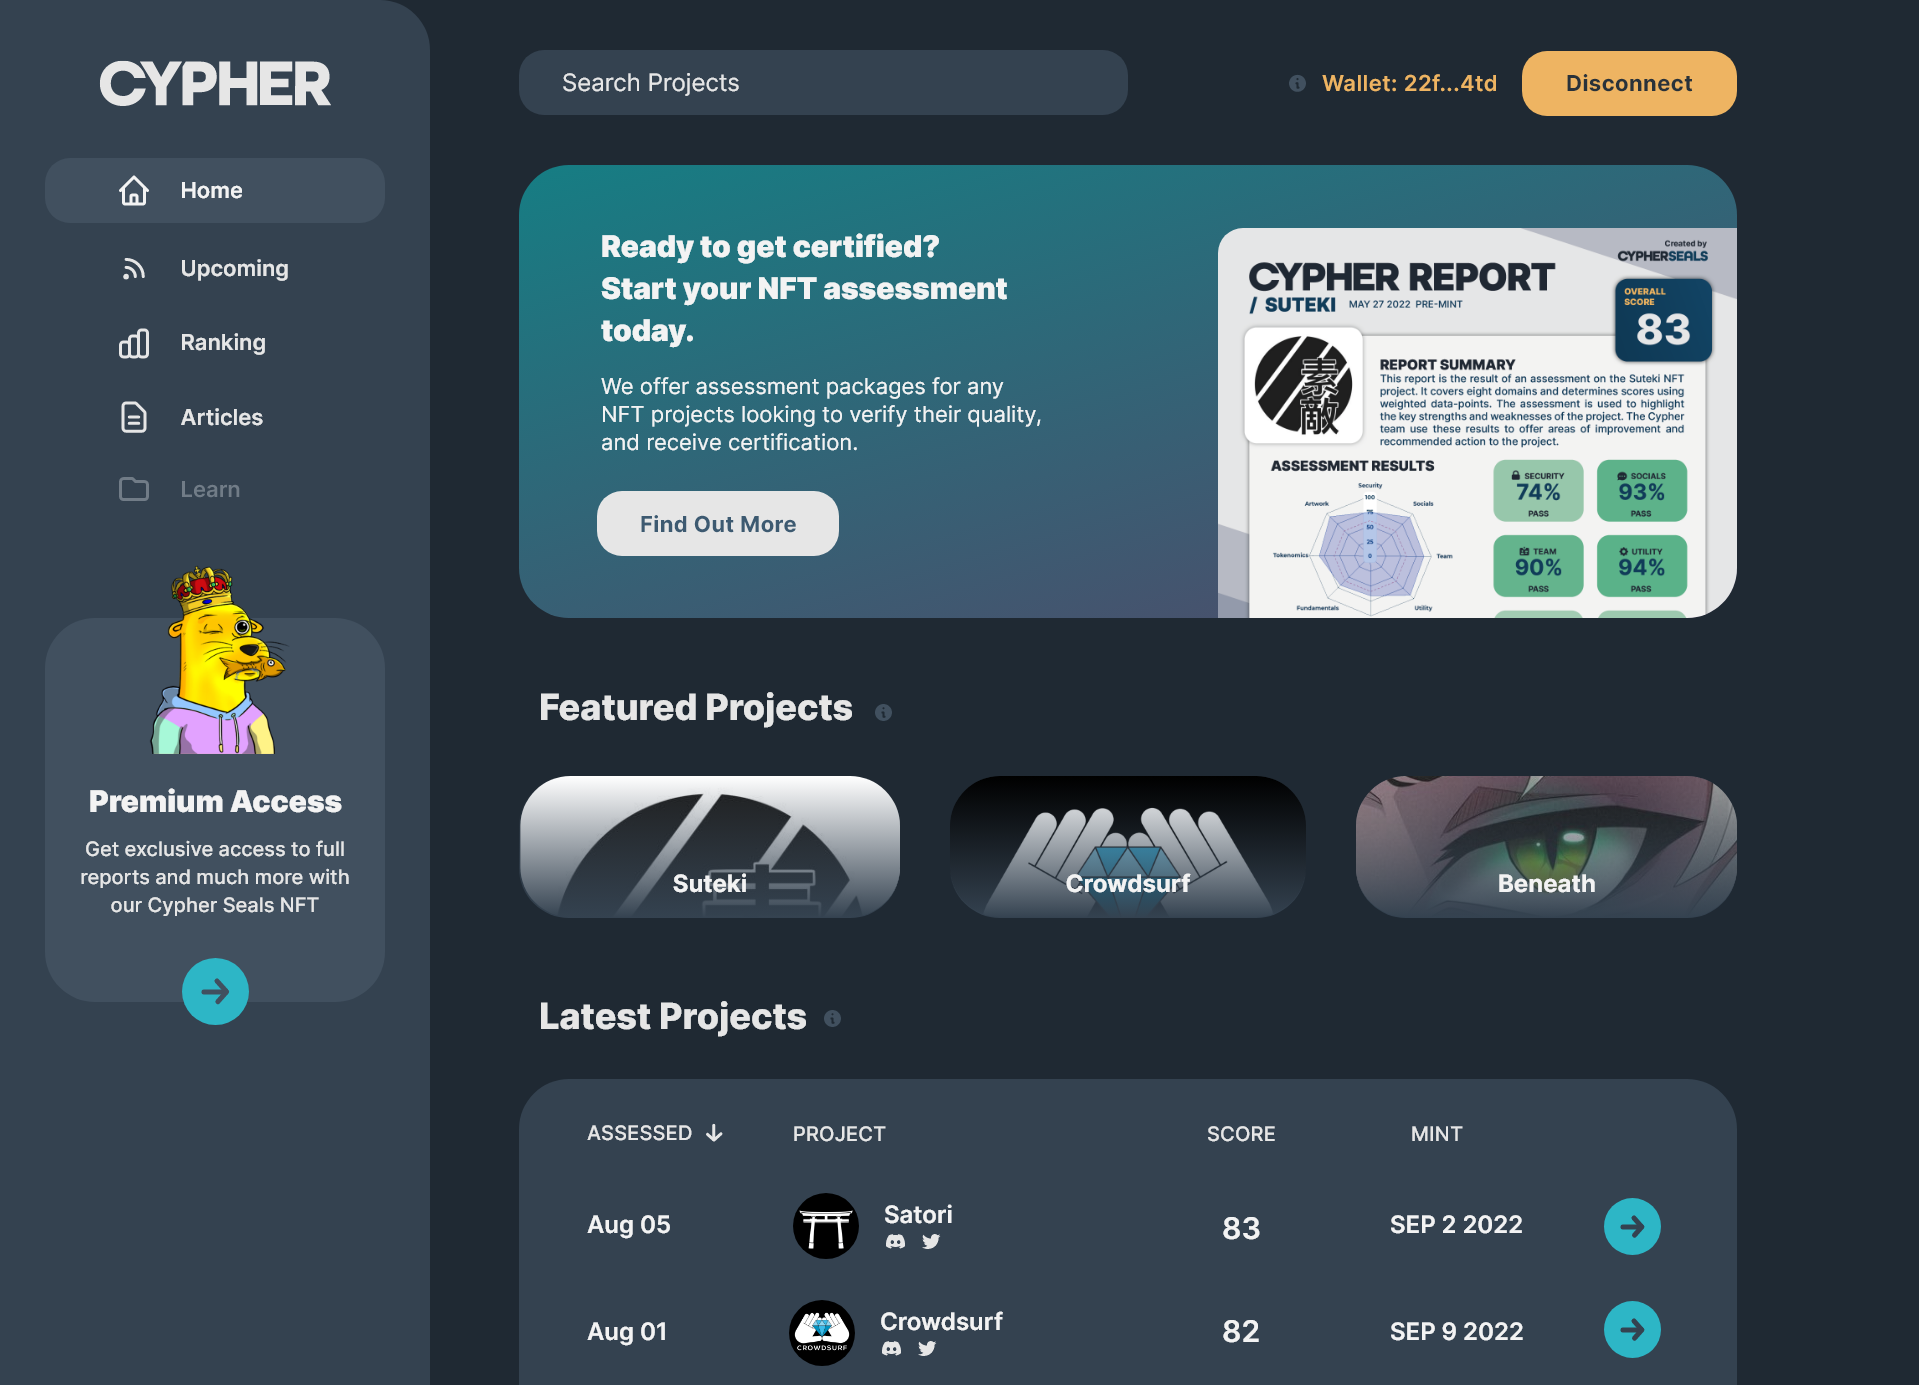 CYPHER
Home
Upcoming
Ranking
Articles
Learn
Premium Access
Get exclusive access to full
reports and much more with
our Cypher Seals NFT
Search Projects
Wallet: 22f...4td
Disconnect
Ready to get certified?
Start your NFT assessment
today.
We offer assessment packages for any
NFT projects looking to verify their quality,
and receive certification.
Find Out More
Created by
CYPHERSEALS
CYPHER REPORT
/ SUTEKI MAY 27 2022 PRE-MINT
OVERALL
SCORE
83
素敵
REPORT SUMMARY
This report is the result of an assessment on the Suteki NFT
project. It covers eight domains and determines scores using
weighted data-points. The assessment is used to highlight
the key strengths and weaknesses of the project. The Cypher
team use these results to offer areas of improvement and
recommended action to the project.
ASSESSMENT RESULTS
Security
100
Artwork
Socials
75
50
25
Tokenomics
0
Team
Fundamentals
Utility
SECURITY
74%
PASS
SOCIALS
93%
PASS
TEAM
90%
PASS
UTILITY
94%
PASS
Featured Projects
Suteki
Crowdsurf
Beneath
Latest Projects
ASSESSED PROJECT SCORE MINT
Aug 05 Satori 83 SEP 2 2022
Aug 01 Crowdsurf 82 SEP 9 2022
CROWDSURF